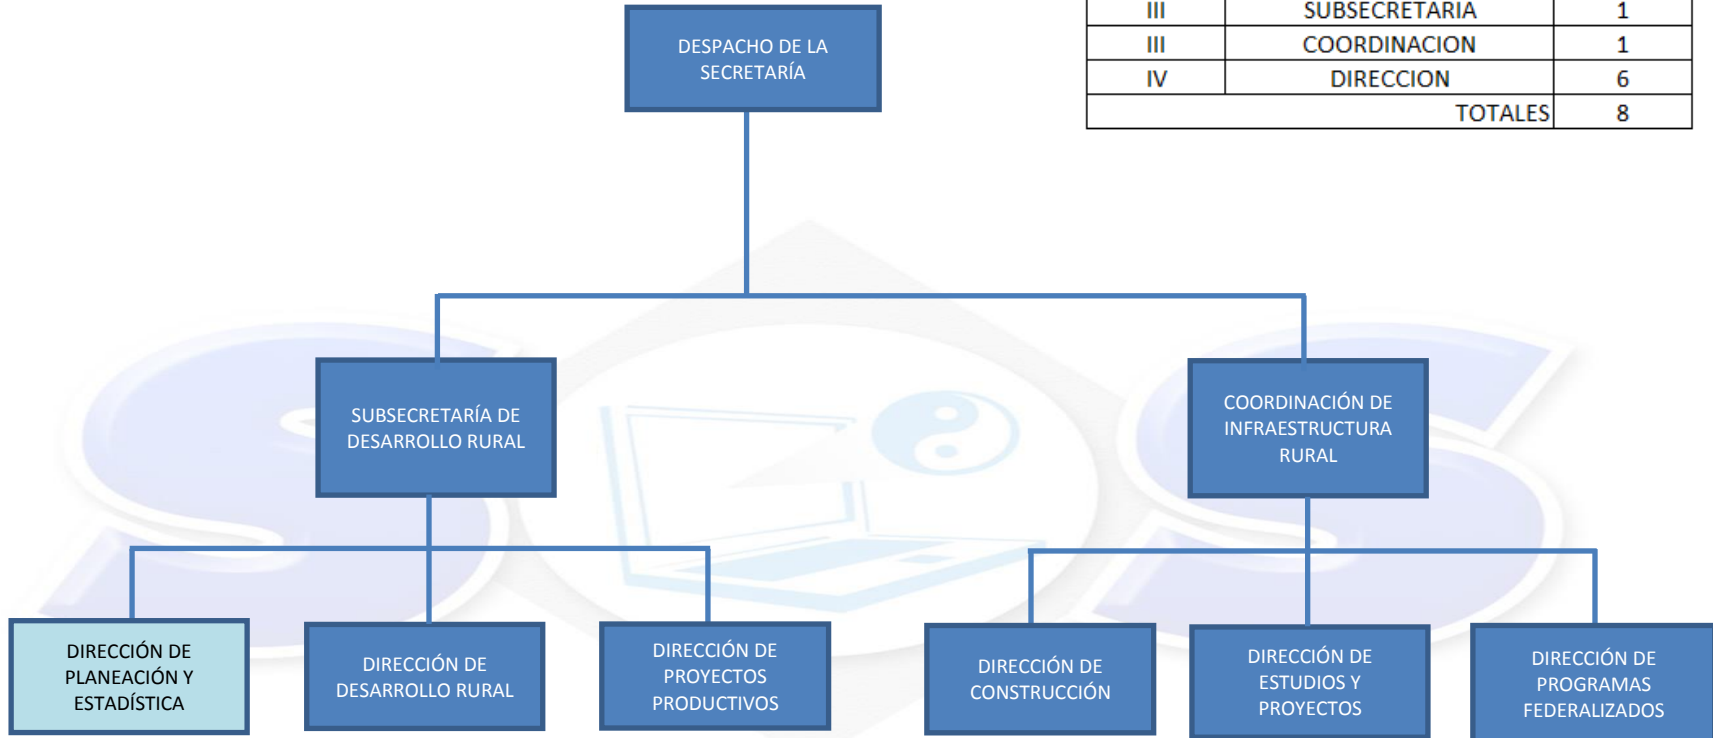 III SUBSECRETARIA 1
III COORDINACION 1
IV DIRECCION 6
TOTALES 8
DESPACHO DE LA
SECRETARÍA
SUBSECRETARÍA DE
DESARROLLO RURAL
COORDINACIÓN DE
INFRAESTRUCTURA
RURAL
DIRECCIÓN DE
PLANEACIÓN Y
ESTADÍSTICA
DIRECCIÓN DE
DESARROLLO RURAL
DIRECCIÓN DE
PROYECTOS
PRODUCTIVOS
DIRECCIÓN DE
CONSTRUCCIÓN
DIRECCIÓN DE
ESTUDIOS Y
PROYECTOS
DIRECCIÓN DE
PROGRAMAS
FEDERALIZADOS
S S